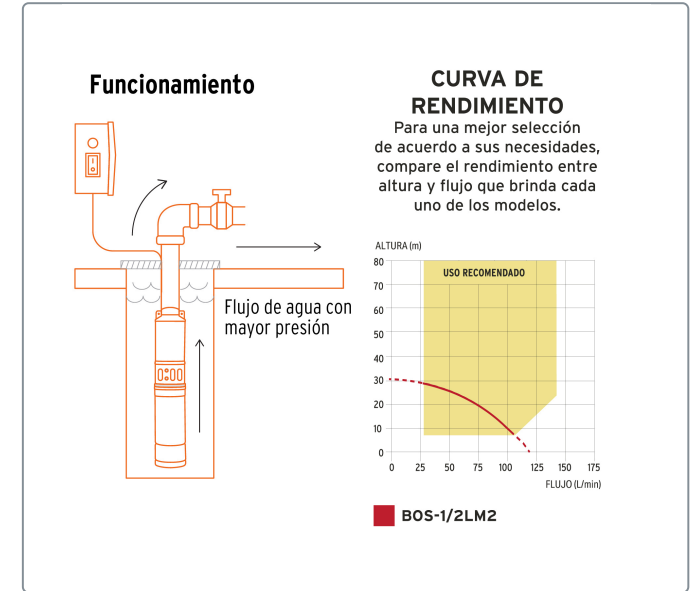 Funcionamiento
Flujo de agua con
mayor presión
CURVA DE
RENDIMIENTO
Para una mejor selección
de acuerdo a sus necesidades,
compare el rendimiento entre
altura y flujo que brinda cada
uno de los modelos.
ALTURA (m)
USO RECOMENDADO
80
70
60
50
40
30
20
10
0
0 25 50 75 100 125 150 175
FLUJO (L/min)
BOS-1/2LM2